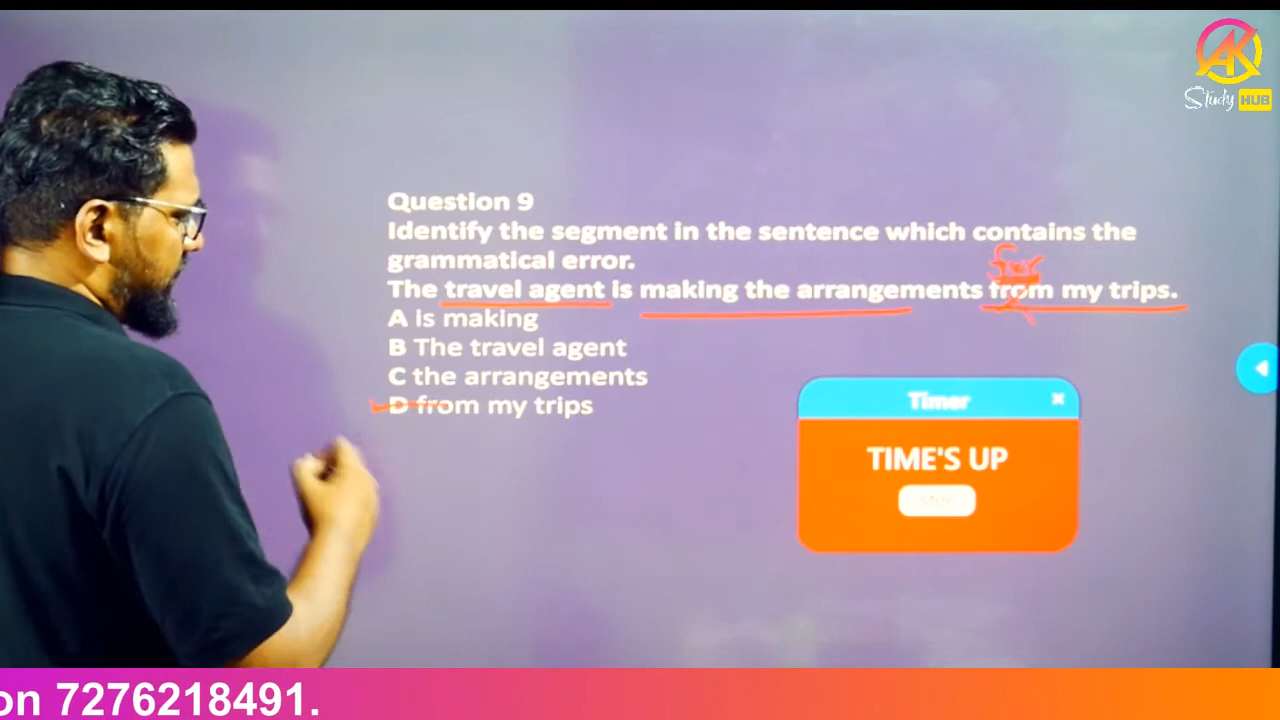 AK
Study HUB
Question 9
Identify the segment in the sentence which contains the
grammatical error.
for
The travel agent is making the arrangements from my trips.
A is making
B The travel agent
C the arrangements
D from my trips
Timer ×
TIME'S UP
stop
on 7276218491.